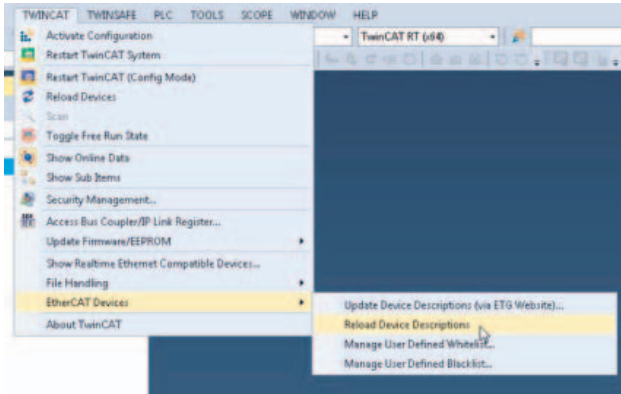 TWINCAT TWINSAFE PLC TOOLS SCOPE WINDOW HELP
TwinCAT RT (x64)
Activate Configuration
Restart TwinCAT System
Restart TwinCAT (Config Mode)
Reload Devices
Scan
Toggle Free Run State
Show Online Data
Show Sub Items
Security Management...
Access Bus Coupler/IP Link Register...
Update Firmware/EEPROM
Show Realtime Ethernet Compatible Devices...
File Handling
EtherCAT Devices
About TwinCAT
Update Device Descriptions (via ETG Website)...
Reload Device Descriptions
Manage User Defined Whitelist...
Manage User Defined Blacklist...